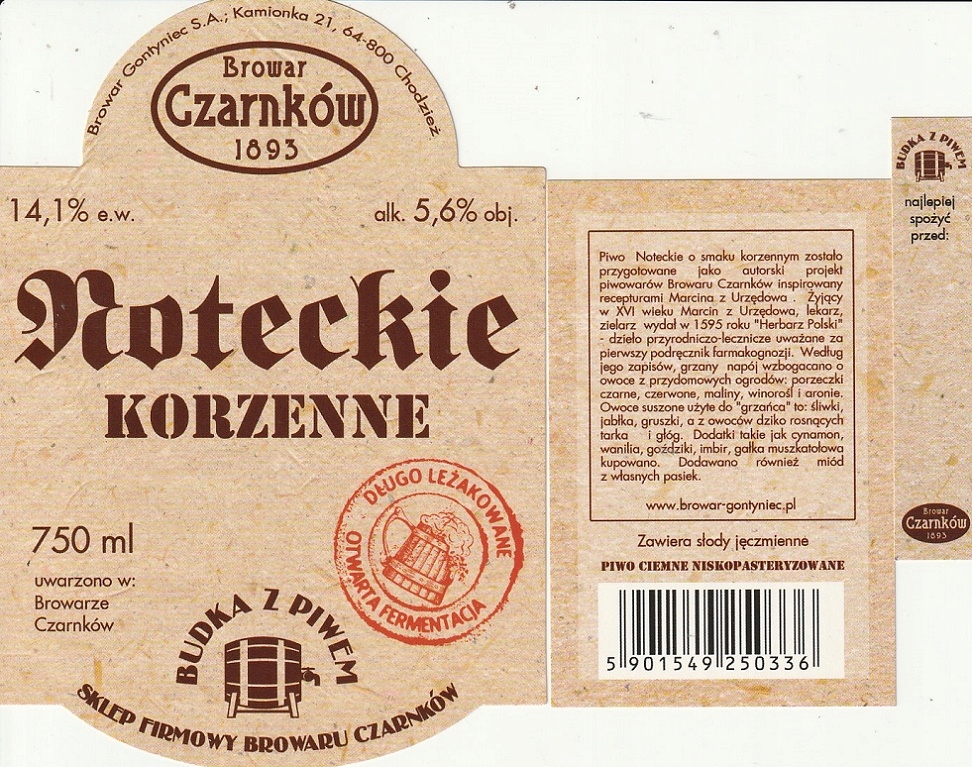 Browar Gontyniec S.A.; Kamionka 21, 64-800 Chodzież
Browar
Czarnków
1893
14,1% e.w.
alk. 5,6% obj.
Noteckie
KORZENNE
DŁUGO LEŻAKOWANE
OTWARTA FERMENTACJA
750 ml
uwarzono w:
Browarze
Czarnków
BUDKA Z PIWEM
SKLEP FIRMOWY BROWARU CZARNKÓW
Piwo Noteckie o smaku korzennym zostało
przygotowane jako autorski projekt
piwowarów Browaru Czarnków inspirowany
recepturami Marcina z Urzędowa . Żyjący
w XVI wieku Marcin z Urzędowa, lekarz,
zielarz wydał w 1595 roku "Herbarz Polski"
- dzieło przyrodniczo-lecznicze uważane za
pierwszy podręcznik farmakognozji. Według
jego zapisów, grzany napój wzbogacano o
owoce z przydomowych ogrodów: porzeczki
czarne, czerwone, maliny, winorośl i aronie.
Owoce suszone użyte do "grzańca" to: śliwki,
jabłka, gruszki, a z owoców dziko rosnących
tarka i głóg. Dodatki takie jak cynamon,
wanilia, goździki, imbir, gałka muszkatołowa
kupowano. Dodawano również miód
z własnych pasiek.
www.browar-gontyniec.pl
Zawiera słody jęczmienne
PIWO CIEMNE NISKOPASTERYZOWANE
5 901549 250336
BUDKA Z PIWEM
najlepiej
spożyć
przed:
Browar
Czarnków
1893